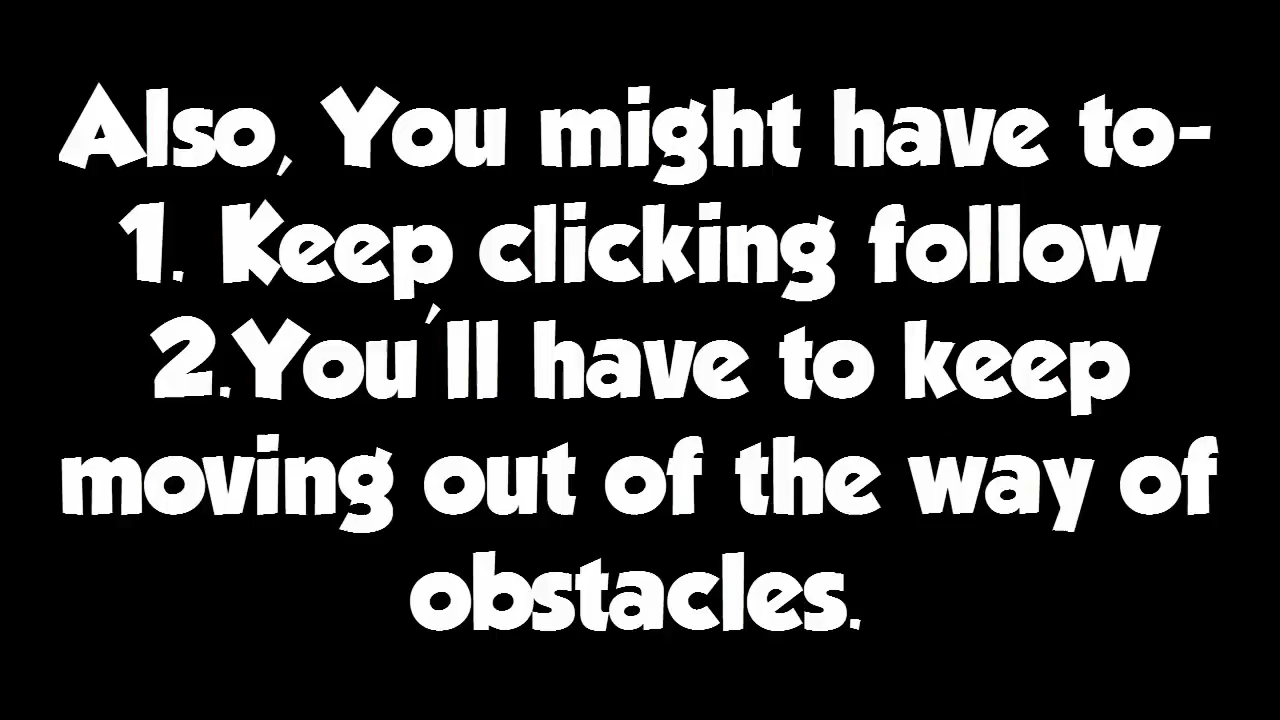 Also, You might have to-
1. Keep clicking follow
2.You'll have to keep
moving out of the way of
obstacles.